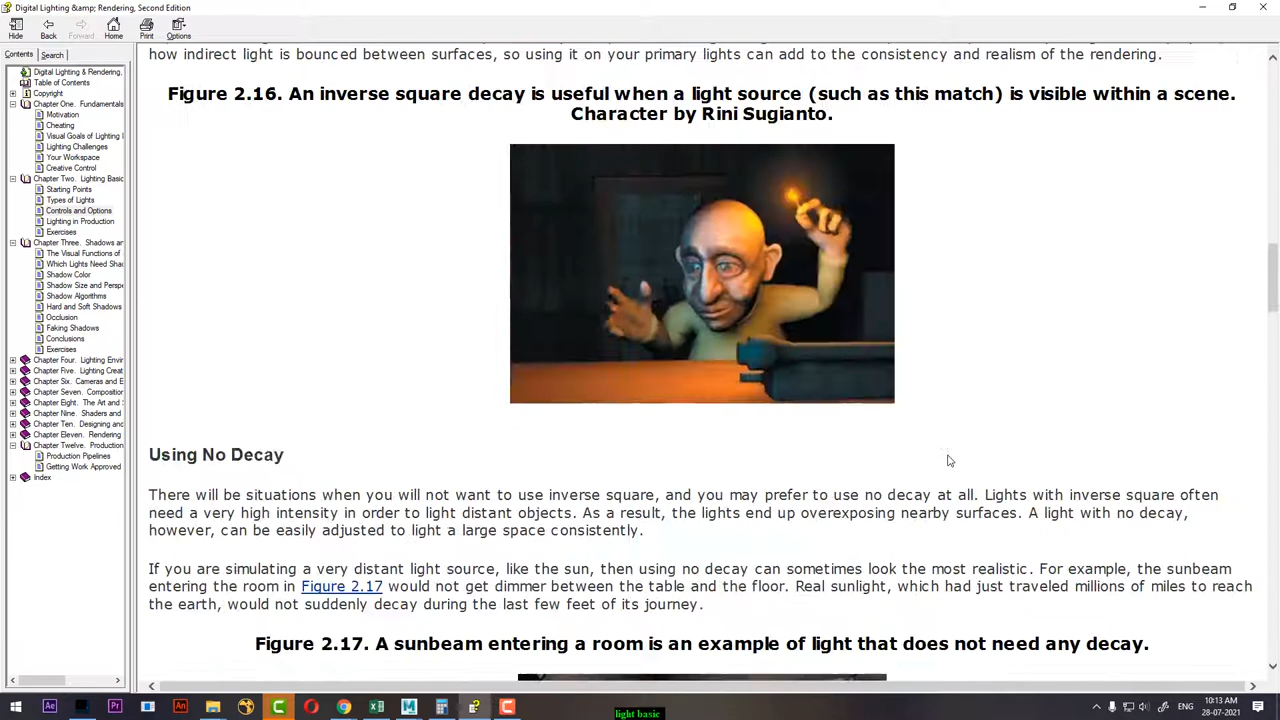 Digital Lighting &amp; Rendering, Second Edition
Hide Back Forward Home Print Options
Contents Search
how indirect light is bounced between surfaces, so using it on your primary lights can add to the consistency and realism of the rendering.
Digital Lighting & Rendering,
Table of Contents
Copyright
Chapter One. Fundamentals
Motivation
Cheating
Visual Goals of Lighting
Lighting Challenges
Your Workspace
Creative Control
Chapter Two. Lighting Basic
Starting Points
Types of Lights
Controls and Options
Lighting in Production
Exercises
Chapter Three. Shadows an
The Visual Functions of
Which Lights Need Sha
Shadow Color
Shadow Size and Perspe
Shadow Algorithms
Hard and Soft Shadows
Occlusion
Faking Shadows
Conclusions
Exercises
Chapter Four. Lighting Envir
Chapter Five. Lighting Creat
Chapter Six. Cameras and E
Chapter Seven. Composition
Chapter Eight. The Art and
Chapter Nine. Shaders and
Chapter Ten. Designing and
Chapter Eleven. Rendering
Chapter Twelve. Production
Production Pipelines
Getting Work Approved
Index
Figure 2.16. An inverse square decay is useful when a light source (such as this match) is visible within a scene.
Character by Rini Sugianto.
Using No Decay
There will be situations when you will not want to use inverse square, and you may prefer to use no decay at all. Lights with inverse square often
need a very high intensity in order to light distant objects. As a result, the lights end up overexposing nearby surfaces. A light with no decay,
however, can be easily adjusted to light a large space consistently.
If you are simulating a very distant light source, like the sun, then using no decay can sometimes look the most realistic. For example, the sunbeam
entering the room in Figure 2.17 would not get dimmer between the table and the floor. Real sunlight, which had just traveled millions of miles to reach
the earth, would not suddenly decay during the last few feet of its journey.
Figure 2.17. A sunbeam entering a room is an example of light that does not need any decay.
Ae Pr An
light basic
10:13 AM
28-07-2021